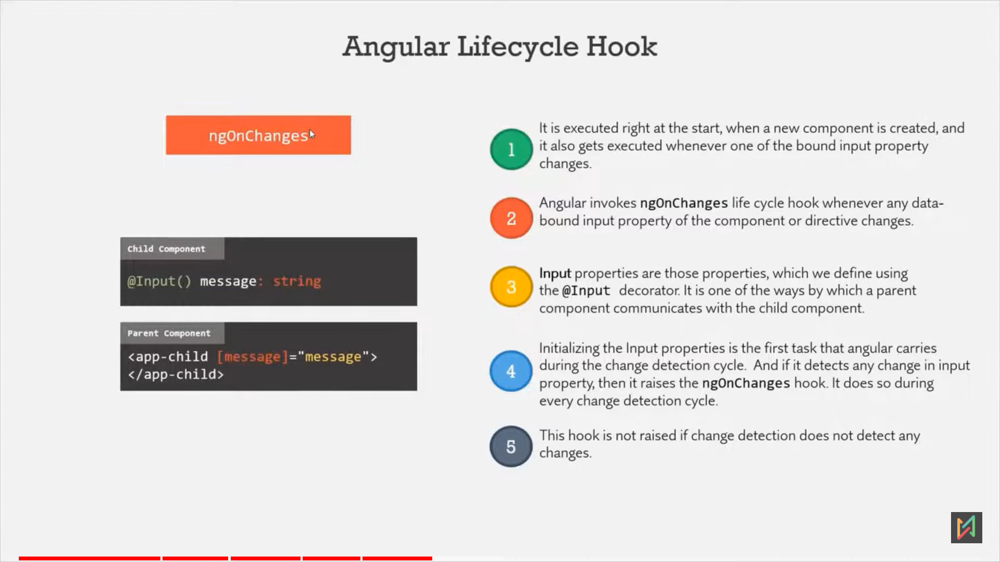 Angular Lifecycle Hook
ngOnChanges
Child Component
@Input() message: string
Parent Component
<app-child [message]="message">
</app-child>
1
It is executed right at the start, when a new component is created, and
it also gets executed whenever one of the bound input property
changes.
2
Angular invokes ngOnChanges life cycle hook whenever any data-
bound input property of the component or directive changes.
3
Input properties are those properties, which we define using
the @Input decorator. It is one of the ways by which a parent
component communicates with the child component.
4
Initializing the Input properties is the first task that angular carries
during the change detection cycle. And if it detects any change in input
property, then it raises the ngOnChanges hook. It does so during
every change detection cycle.
5
This hook is not raised if change detection does not detect any
changes.